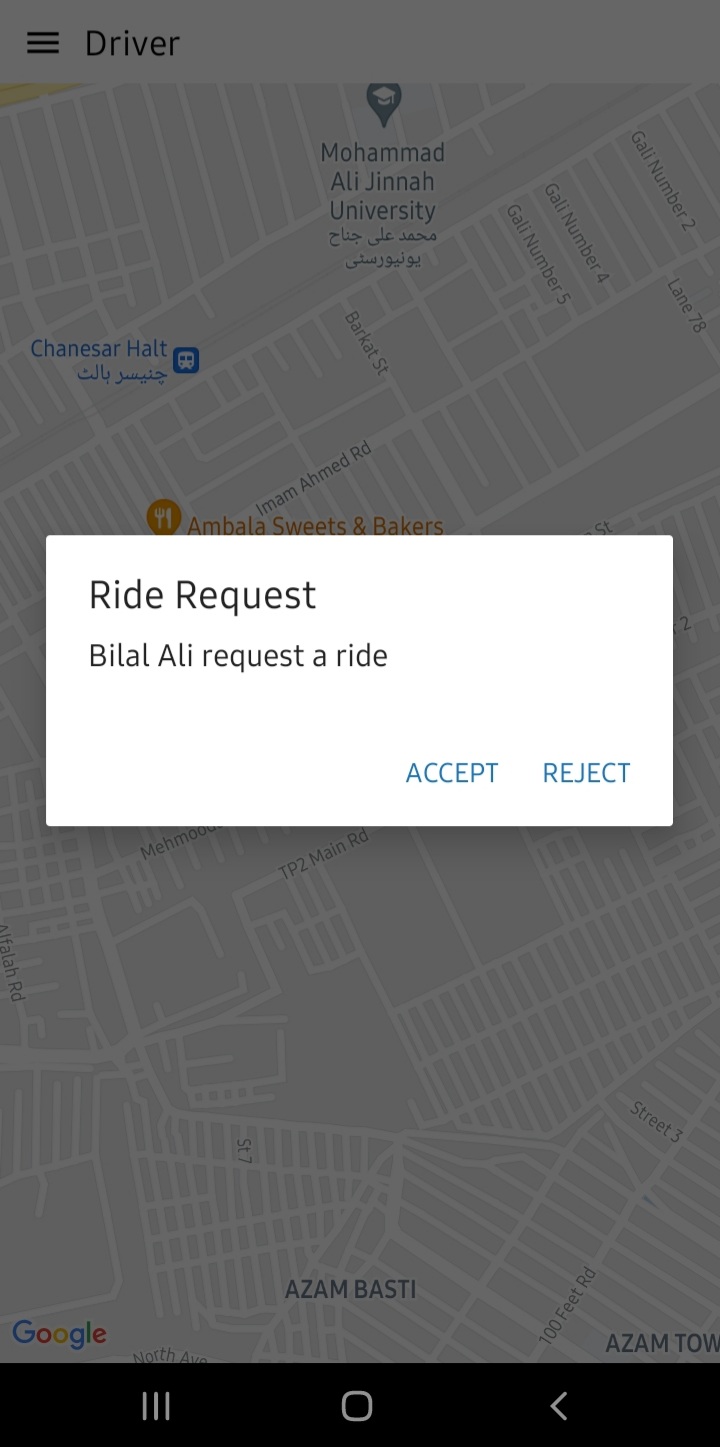 Driver
Mohammad
Ali Jinnah
University
محمد علی جناح
یونیورسٹی
Gali Number 2
Gali Number 4
Gali Number 5
Lane 78
Barkat St
Chanesar Halt
چنیسر ہالٹ
Imam Ahmed Rd
Ambala Sweets & Bakers
St
Ride Request
2
Bilal Ali request a ride
ACCEPT REJECT
TP2 Main Rd
Alfalah Rd
Street 3
St 7
AZAM BASTI
100 Feet Rd
Google
AZAM TOW
North Ave